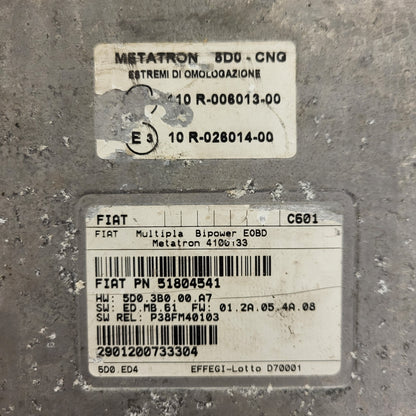 METATRON 5D0 - CNG
ESTREMI DI OMOLOGAZIONE
110 R-006013-00
E 3 10 R-026014-00
FIAT C601
FIAT Multipla Bipower EOBD
Metatron
FIAT PN 51804541
HW: 5D0.3B0.00.A7
SW: ED.MB.61 FW: 01.2A.05.4A.08
SW REL: P38FM40103
2901200733304
5D0.ED4 EFFEGI-Lotto D70001